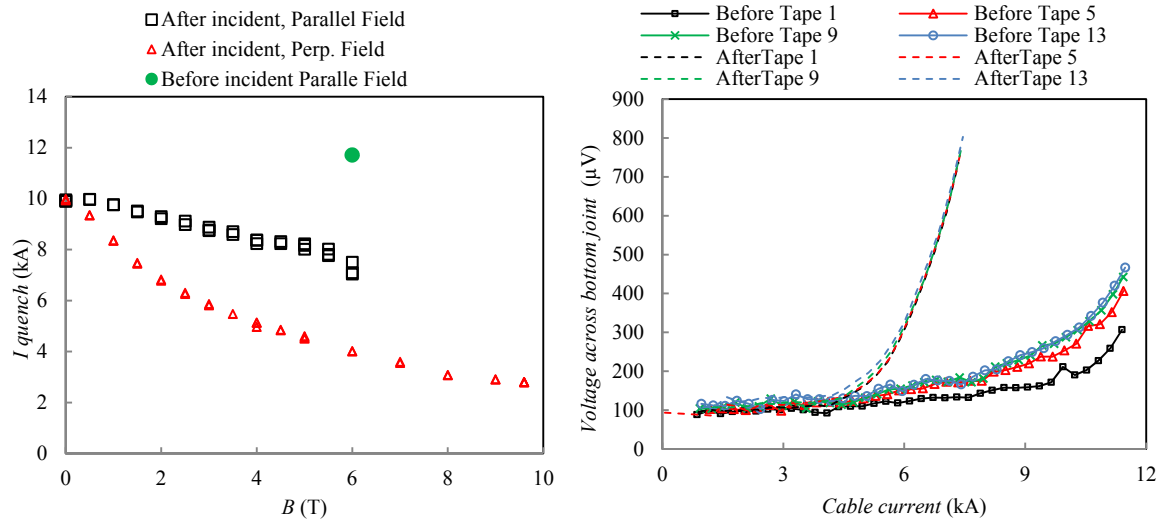 After incident, Parallel Field
After incident, Perp. Field
Before incident Paralle Field
14
12
10
8
6
4
2
0
0 2 4 6 8 10
I quench (kA)
B (T)
Before Tape 1 Before Tape 5
Before Tape 9 Before Tape 13
AfterTape 1 AfterTape 5
AfterTape 9 AfterTape 13
900
800
700
600
500
400
300
200
100
0
0 3 6 9 12
Voltage across bottom joint (µV)
Cable current (kA)